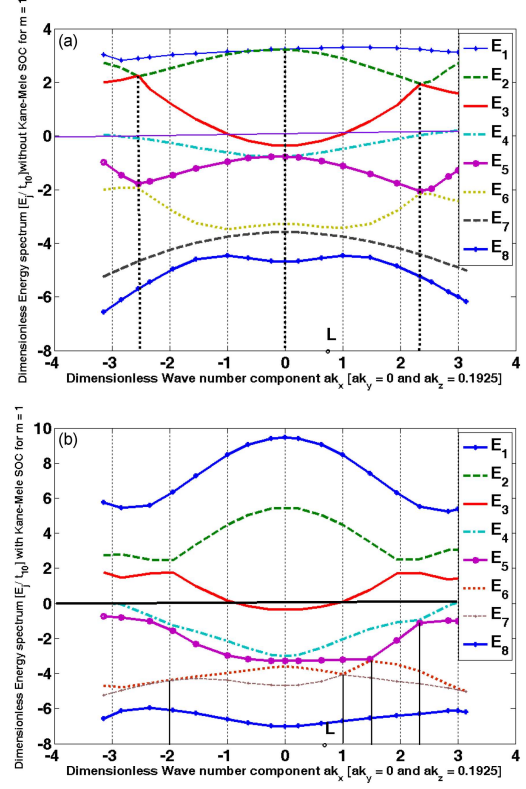 (a)
Dimensionless Energy spectrum [E_j/ t_10]without Kane-Mele SOC for m = 1
4
2
0
-2
-4
-6
-8
E_1
E_2
E_3
E_4
E_5
E_6
E_7
E_8
L
-4 -3 -2 -1 0 1 2 3 4
Dimensionless Wave number component ak_x [ak_y = 0 and ak_z = 0.1925]
(b)
Dimensionless Energy spectrum [E_j/ t_10] with Kane-Mele SOC for m = 1
10
8
6
4
2
0
-2
-4
-6
-8
E_1
E_2
E_3
E_4
E_5
E_6
E_7
E_8
L
-4 -3 -2 -1 0 1 2 3 4
Dimensionless Wave number component ak_x [ak_y = 0 and ak_z = 0.1925]